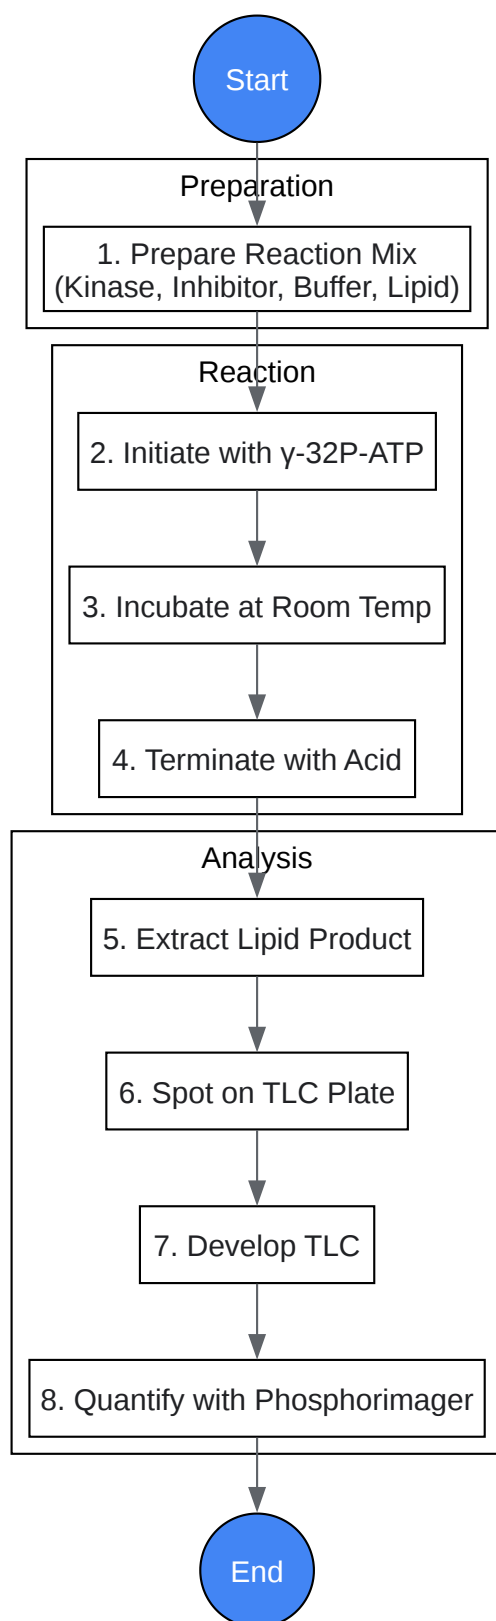 Start
Preparation
1. Prepare Reaction Mix
(Kinase, Inhibitor, Buffer, Lipid)
Reaction
2. Initiate with γ-32P-ATP
3. Incubate at Room Temp
4. Terminate with Acid
Analysis
5. Extract Lipid Product
6. Spot on TLC Plate
7. Develop TLC
8. Quantify with Phosphorimager
End